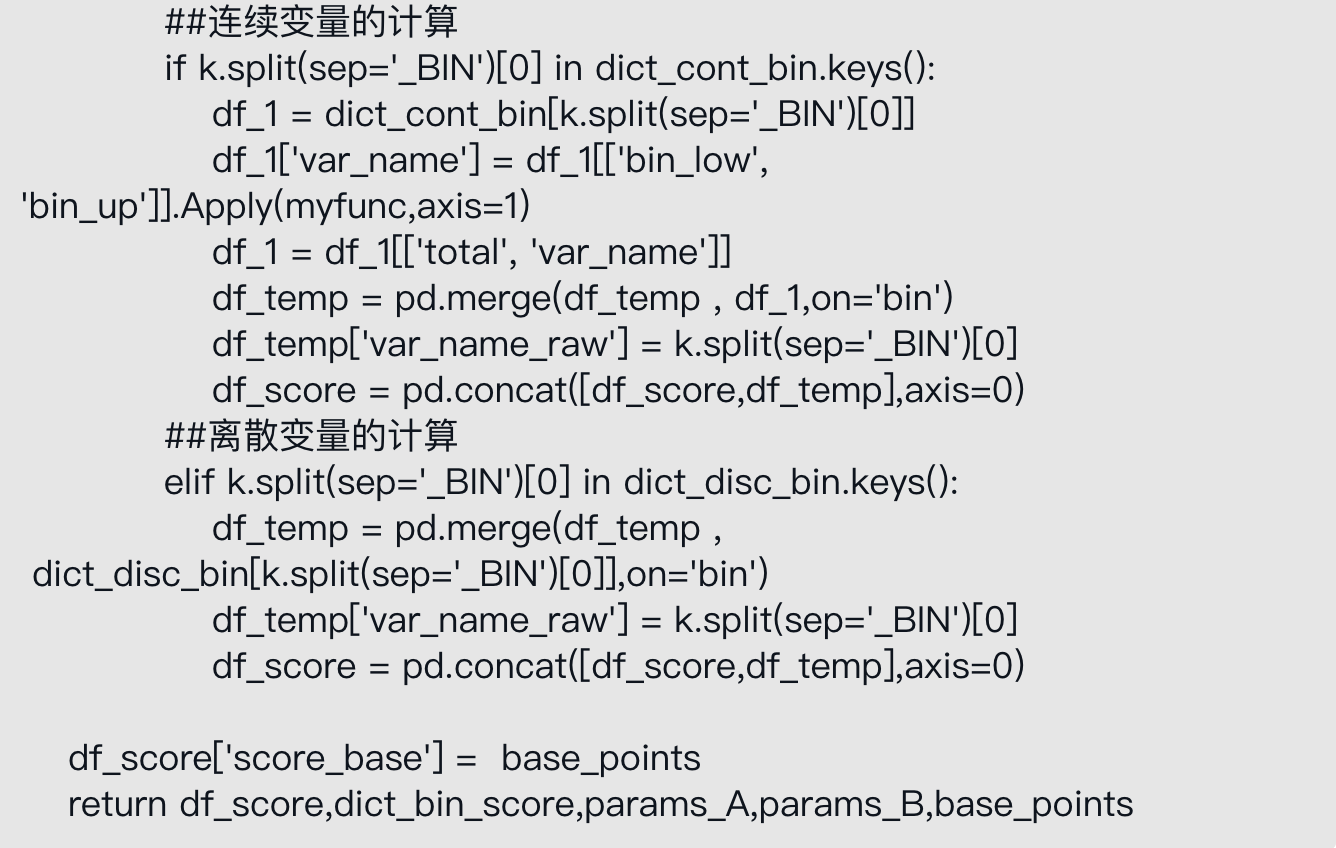 ##连续变量的计算
if k.split(sep='_BIN')[0] in dict_cont_bin.keys():
df_1 = dict_cont_bin[k.split(sep='_BIN')[0]]
df_1['var_name'] = df_1[['bin_low',
'bin_up']].Apply(myfunc,axis=1)
df_1 = df_1[['total', 'var_name']]
df_temp = pd.merge(df_temp , df_1,on='bin')
df_temp['var_name_raw'] = k.split(sep='_BIN')[0]
df_score = pd.concat([df_score,df_temp],axis=0)
##离散变量的计算
elif k.split(sep='_BIN')[0] in dict_disc_bin.keys():
df_temp = pd.merge(df_temp ,
dict_disc_bin[k.split(sep='_BIN')[0]],on='bin')
df_temp['var_name_raw'] = k.split(sep='_BIN')[0]
df_score = pd.concat([df_score,df_temp],axis=0)
df_score['score_base'] =  base_points
return df_score,dict_bin_score,params_A,params_B,base_points